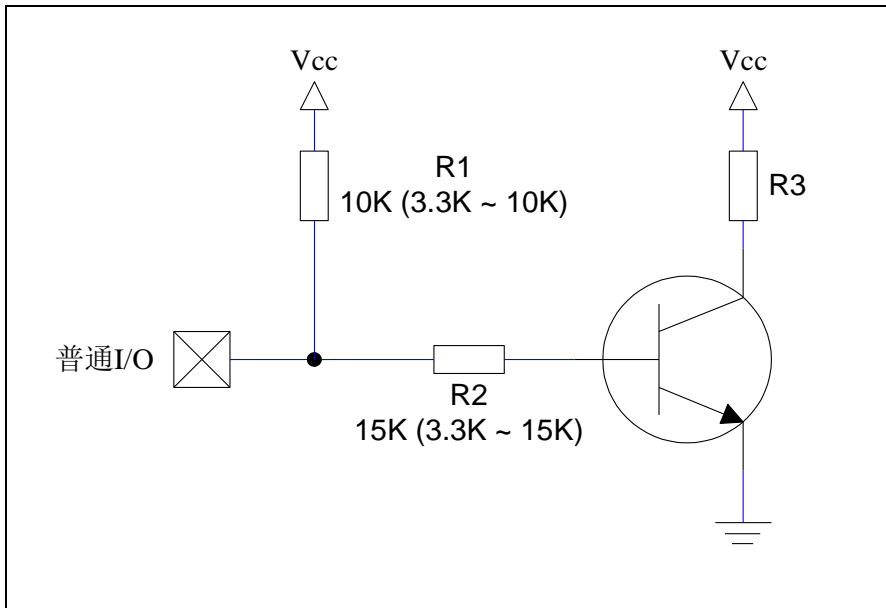 Vcc
Vcc
R1
10K (3.3K ~ 10K)
R3
普通I/O
R2
15K (3.3K ~ 15K)